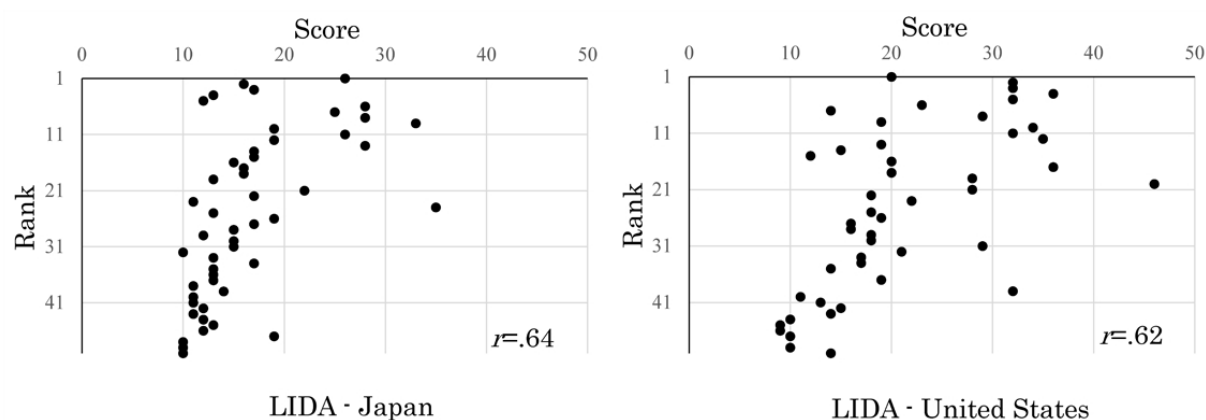 Score
0 10 20 30 40 50
1
11
21
31
41
Rank
r=.64
LIDA - Japan
Score
0 10 20 30 40 50
1
11
21
31
41
Rank
r=.62
LIDA - United States